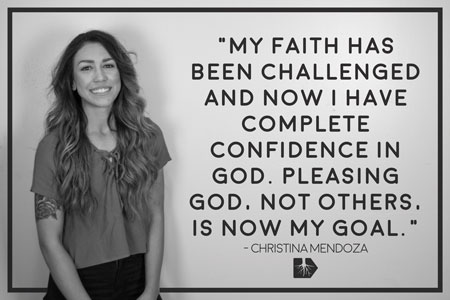 "MY FAITH HAS
BEEN CHALLENGED
AND NOW I HAVE
COMPLETE
CONFIDENCE IN
GOD. PLEASING
GOD, NOT OTHERS,
IS NOW MY GOAL."
- CHRISTINA MENDOZA